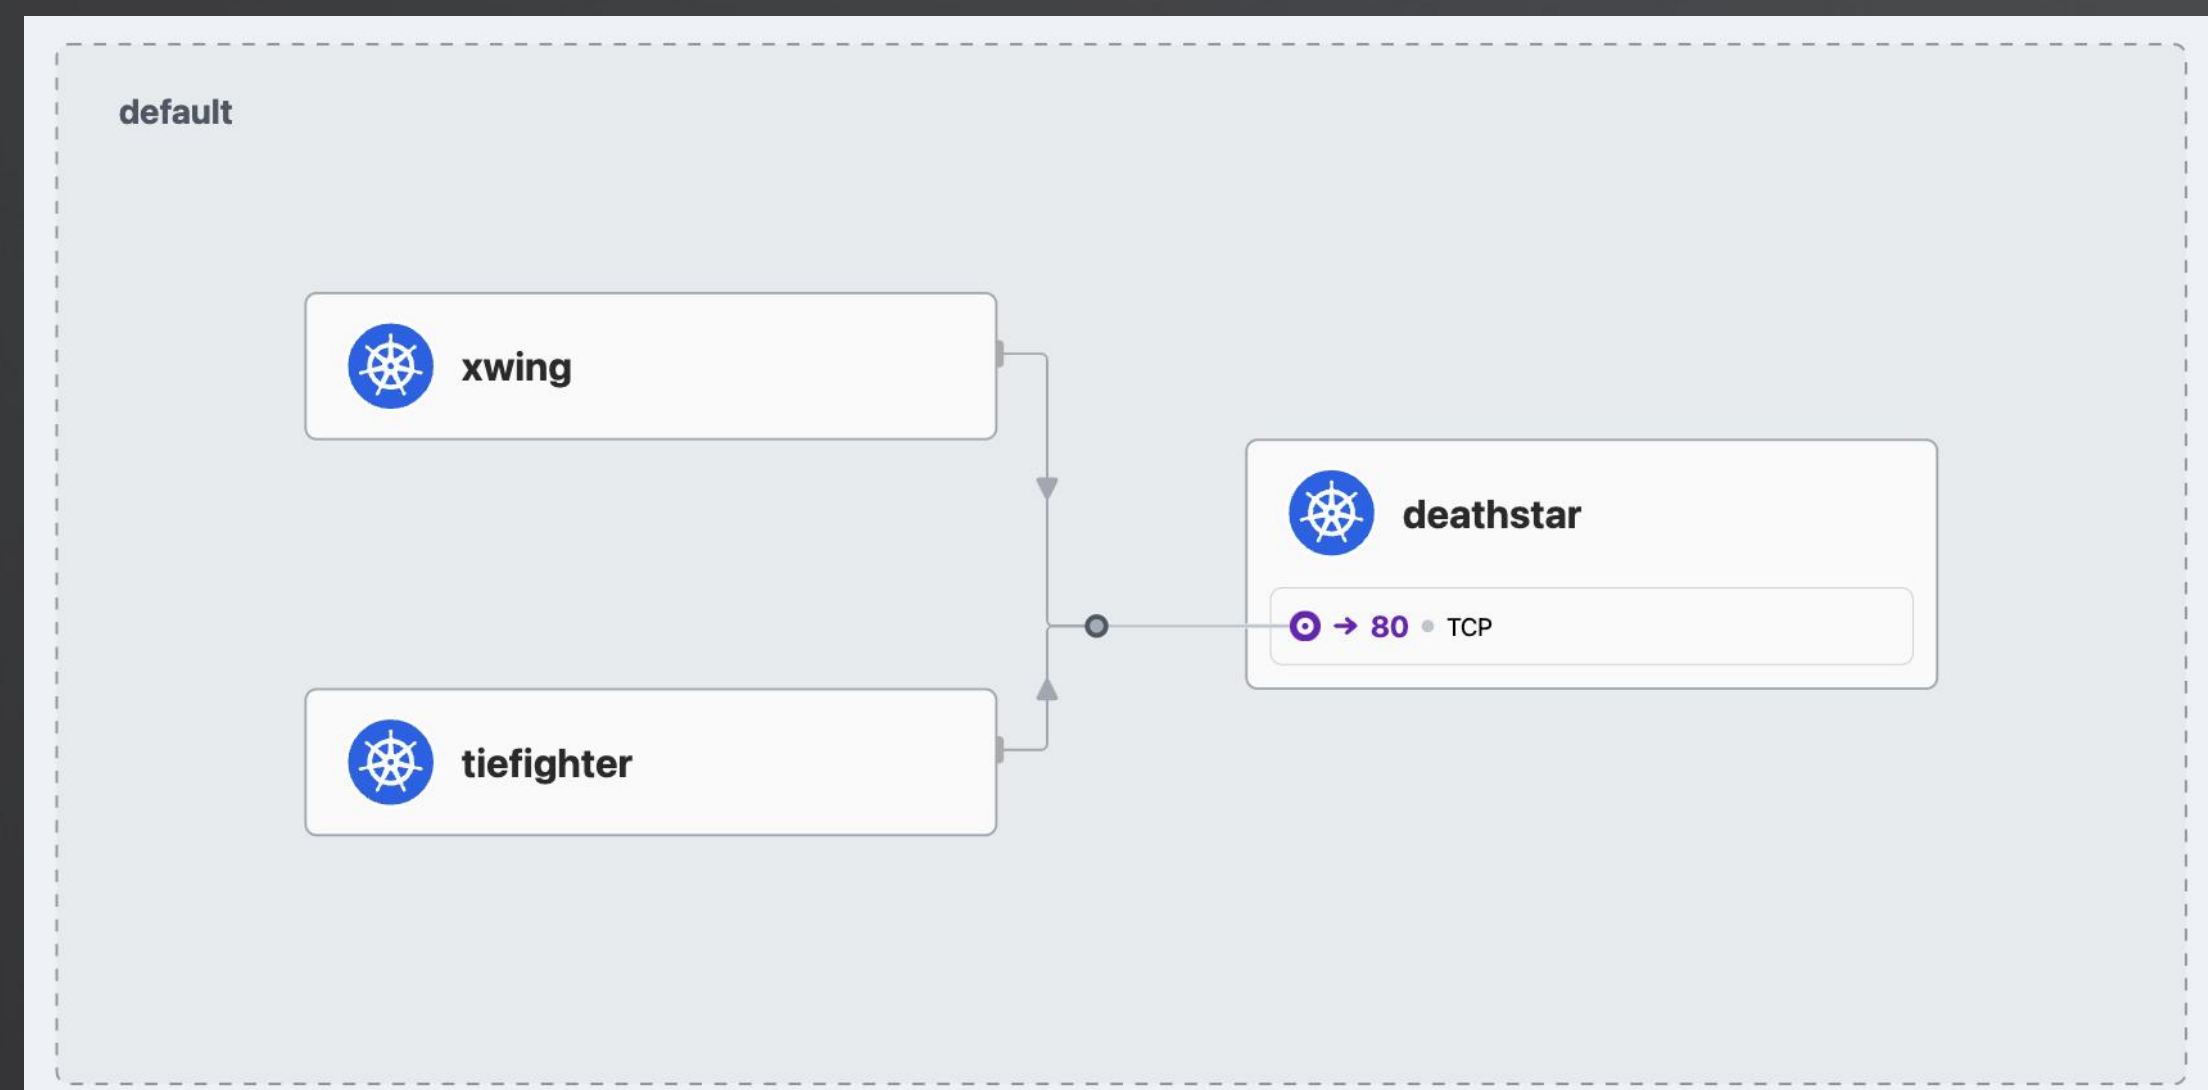 default
xwing
deathstar
→ 80 • TCP
tiefighter